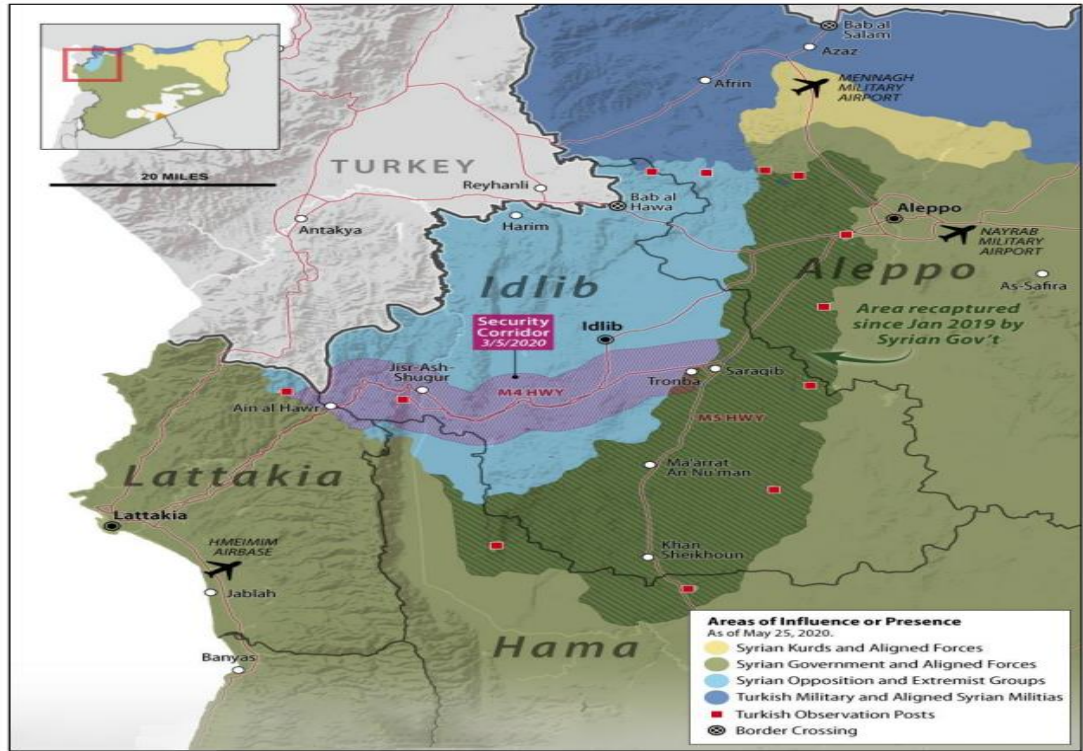 Bab al
Salam
Azaz
Afrin
MENNAGH
MILITARY
AIRPORT
TURKEY
20 MILES
Reyhanli
Bab al
Hawa
Antakya
Harim
Aleppo
NAYRAB
MILITARY
AIRPORT
Aleppo
As-Safira
Idlib
Area recaptured
since Jan 2019 by
Syrian Gov't
Security
Corridor
3/5/2020
Idlib
Jisr-Ash-
Shugur
M4 HWY
Tronba
Saraqib
Ain al Hawr
M5 HWY
Lattakia
Ma'arrat
An Nu'man
Lattakia
HMEIMIM
AIRBASE
Khan
Sheikhoun
Jablah
Hama
Banyas
Areas of Influence or Presence
As of May 25, 2020.
Syrian Kurds and Aligned Forces
Syrian Government and Aligned Forces
Syrian Opposition and Extremist Groups
Turkish Military and Aligned Syrian Militias
Turkish Observation Posts
Border Crossing